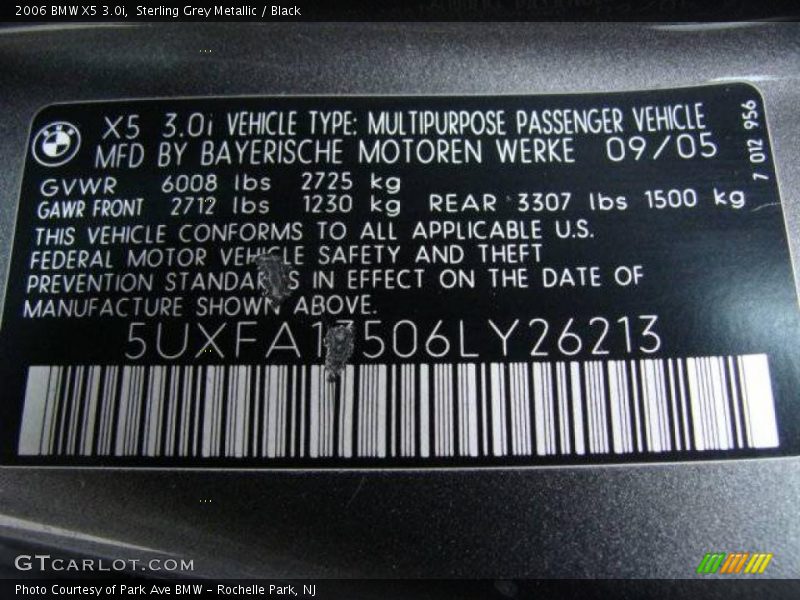 2006 BMW X5 3.0i, Sterling Grey Metallic / Black
X5 3.0i VEHICLE TYPE: MULTIPURPOSE PASSENGER VEHICLE
MFD BY BAYERISCHE MOTOREN WERKE 09/05
7 012 956
GVWR 6008 lbs 2725 kg
GAWR FRONT 2712 lbs 1230 kg REAR 3307 lbs 1500 kg
THIS VEHICLE CONFORMS TO ALL APPLICABLE U.S.
FEDERAL MOTOR VEHICLE SAFETY AND THEFT
PREVENTION STANDARDS IN EFFECT ON THE DATE OF
MANUFACTURE SHOWN ABOVE.
5UXFA13506LY26213
GTCARLOT.COM
Photo Courtesy of Park Ave BMW - Rochelle Park, NJ